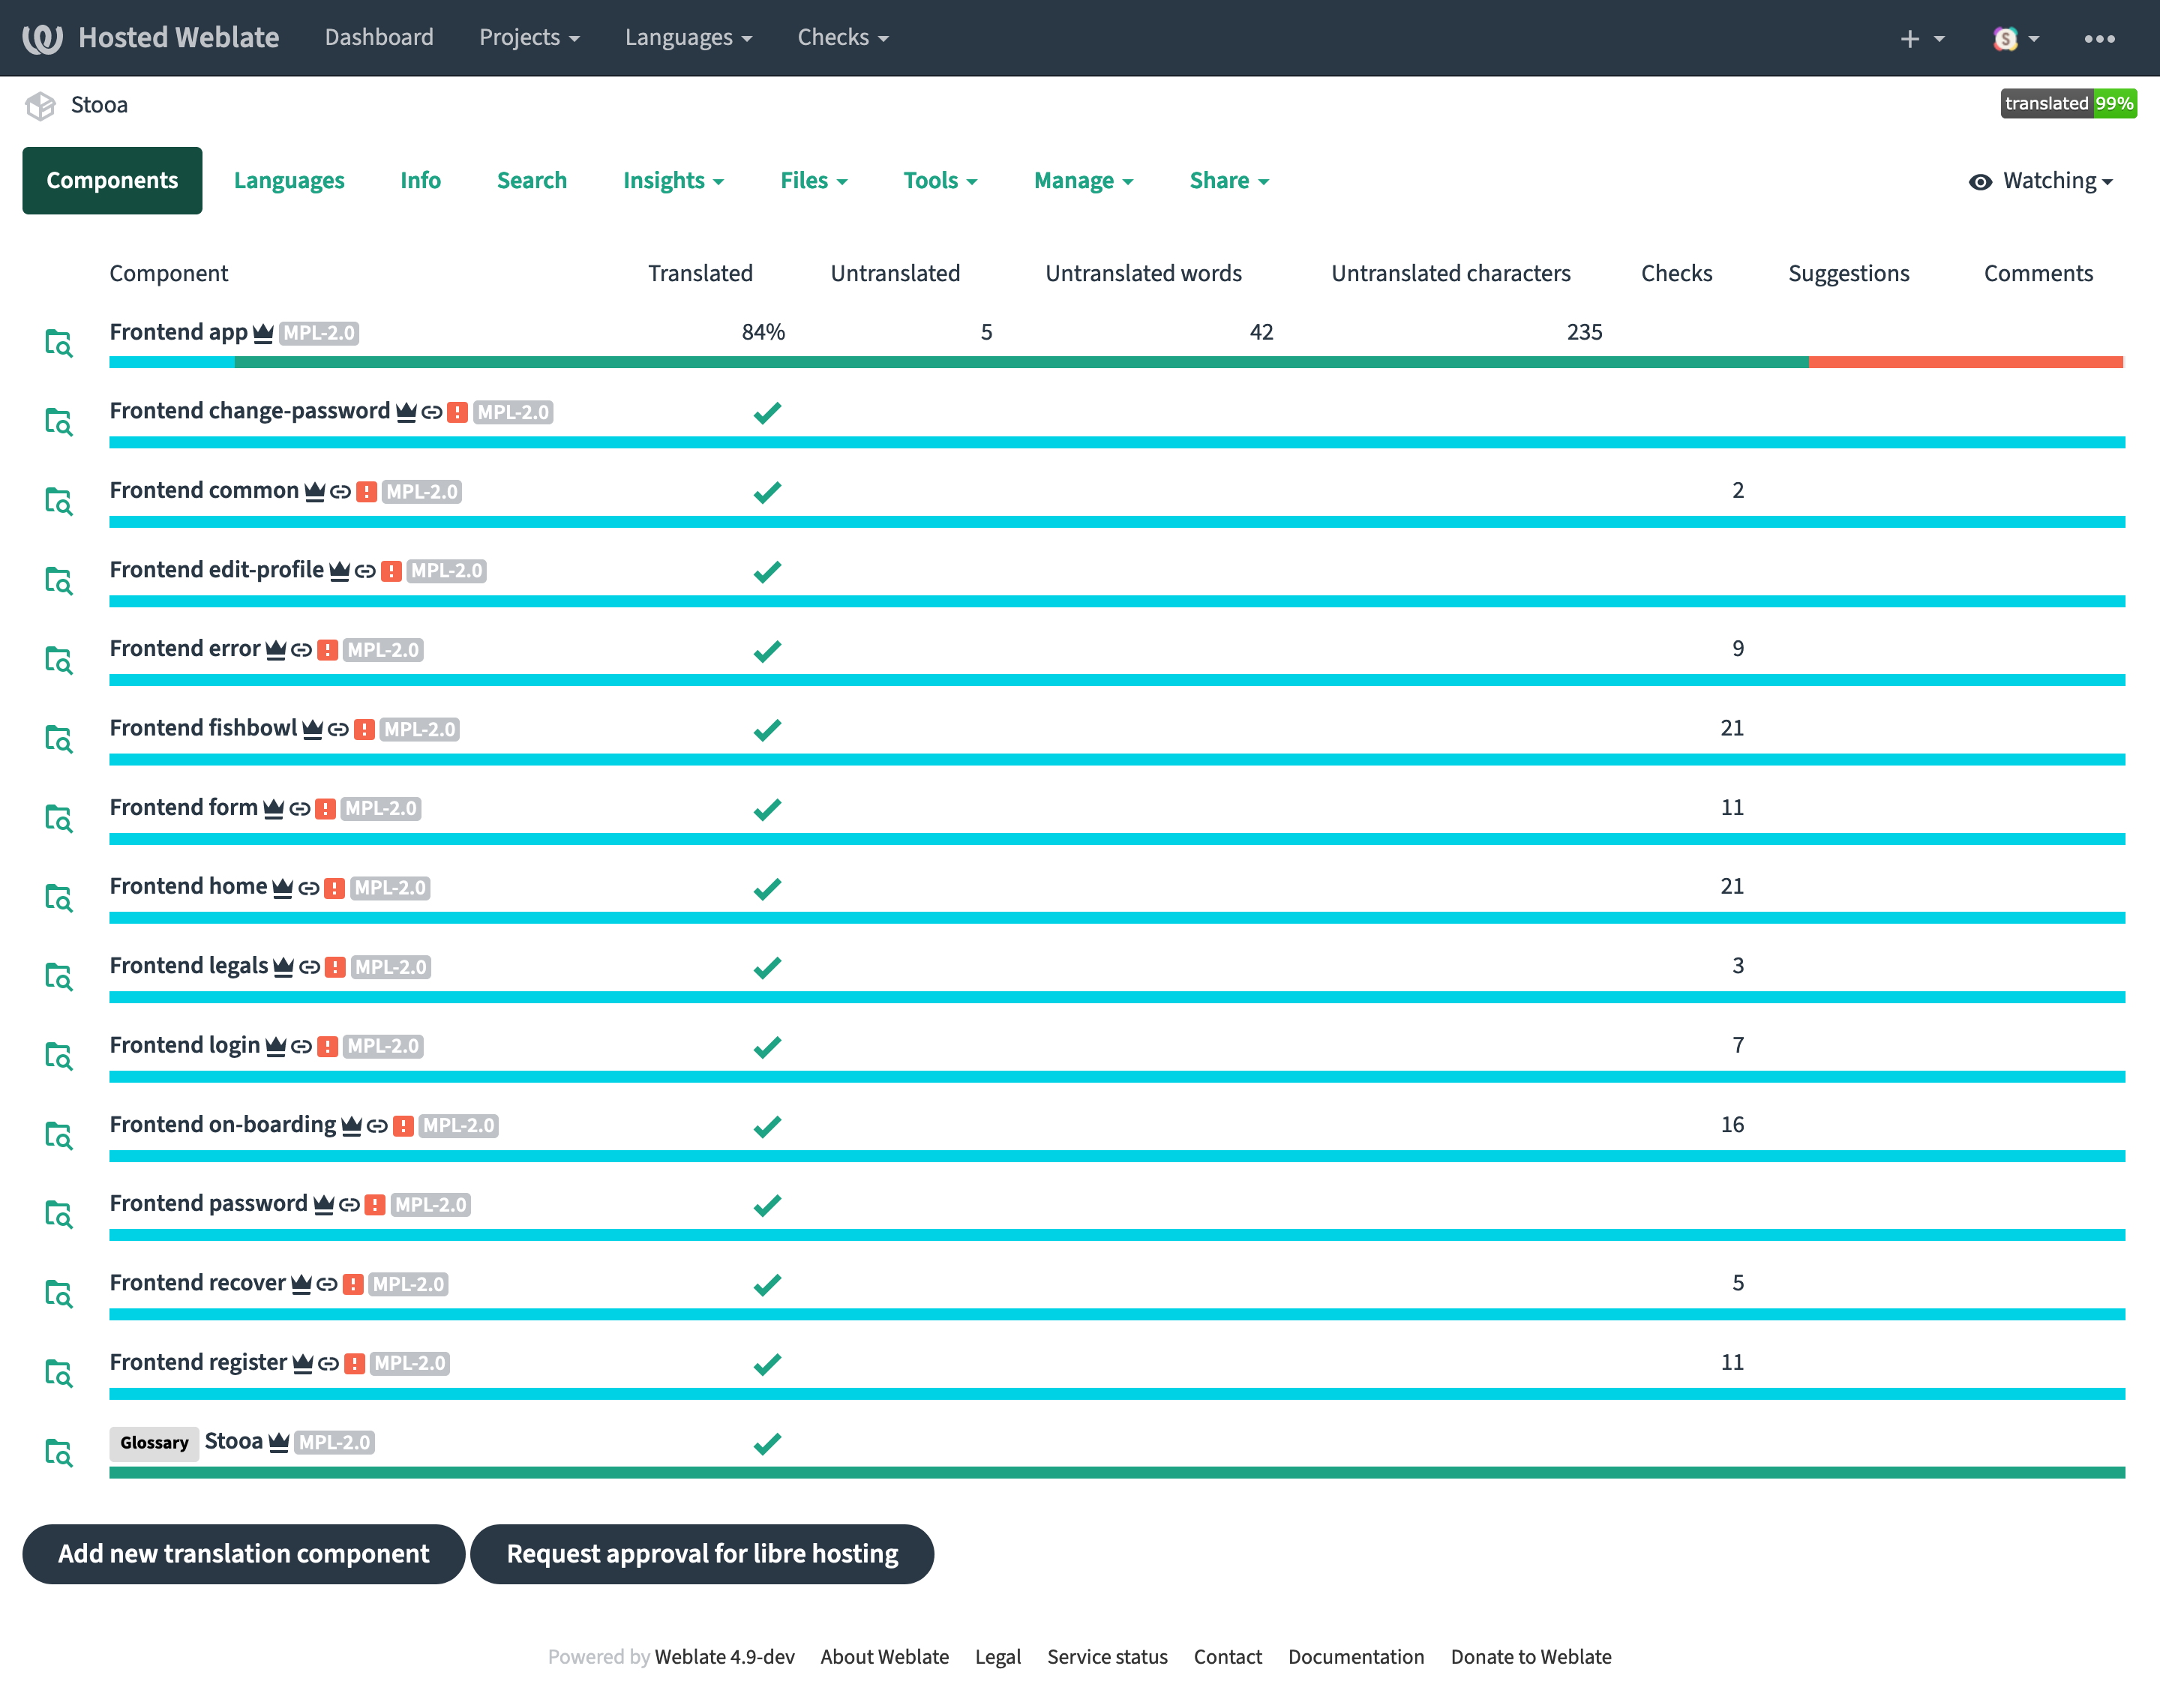 Hosted Weblate Dashboard Projects Languages Checks
Stooa translated 99%
Components Languages Info Search Insights Files Tools Manage Share Watching
Component Translated Untranslated Untranslated words Untranslated characters Checks Suggestions Comments
Frontend app MPL-2.0 84% 5 42 235
Frontend change-password MPL-2.0
Frontend common MPL-2.0 2
Frontend edit-profile MPL-2.0
Frontend error MPL-2.0 9
Frontend fishbowl MPL-2.0 21
Frontend form MPL-2.0 11
Frontend home MPL-2.0 21
Frontend legals MPL-2.0 3
Frontend login MPL-2.0 7
Frontend on-boarding MPL-2.0 16
Frontend password MPL-2.0
Frontend recover MPL-2.0 5
Frontend register MPL-2.0 11
Glossary Stooa MPL-2.0
Add new translation component Request approval for libre hosting
Powered by Weblate 4.9-dev About Weblate Legal Service status Contact Documentation Donate to Weblate